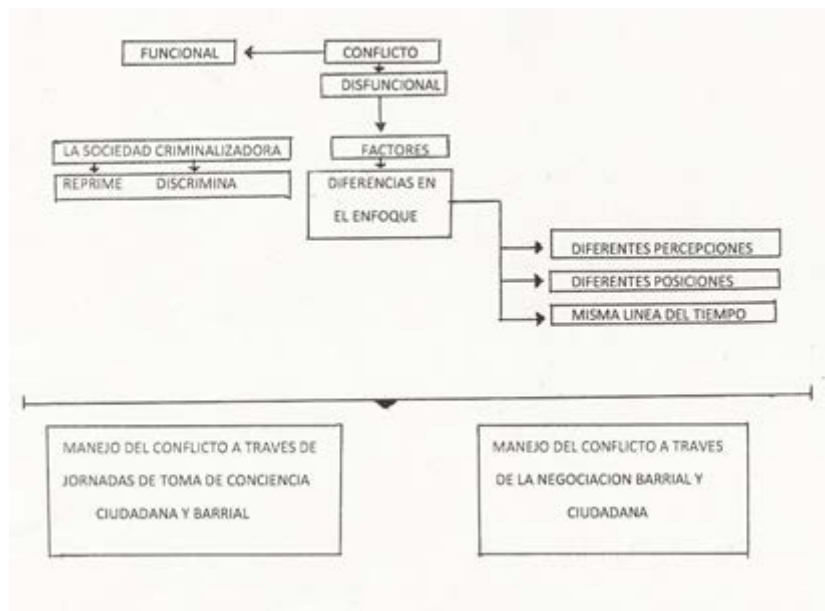 FUNCIONAL
CONFLICTO
DISFUNCIONAL
LA SOCIEDAD CRIMINALIZADORA
REPRIME DISCRIMINA
FACTORES
DIFERENCIAS EN
EL ENFOQUE
DIFERENTES PERCEPCIONES
DIFERENTES POSICIONES
MISMA LINEA DEL TIEMPO
MANEJO DEL CONFLICTO A TRAVES DE
JORNADAS DE TOMA DE CONCIENCIA
CIUDADANA Y BARRIAL
MANEJO DEL CONFLICTO A TRAVES
DE LA NEGOCIACION BARRIAL Y
CIUDADANA